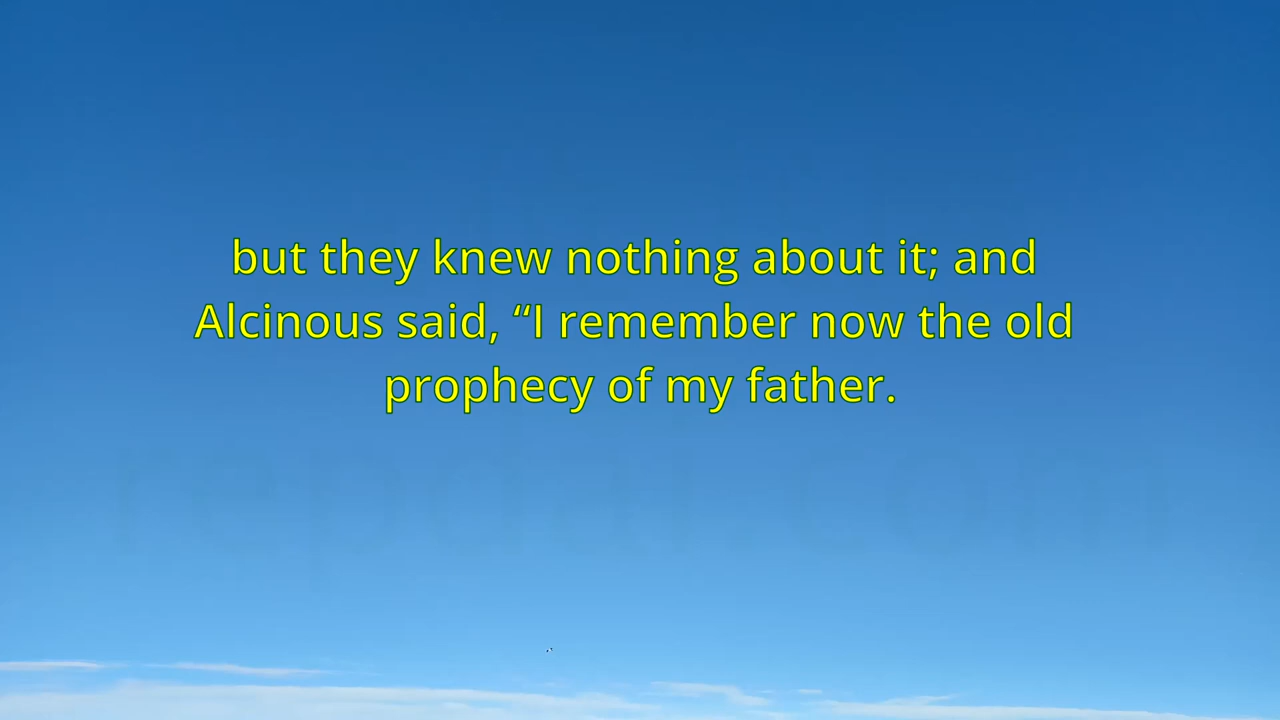 but they knew nothing about it; and
Alcinous said, “I remember now the old
prophecy of my father.